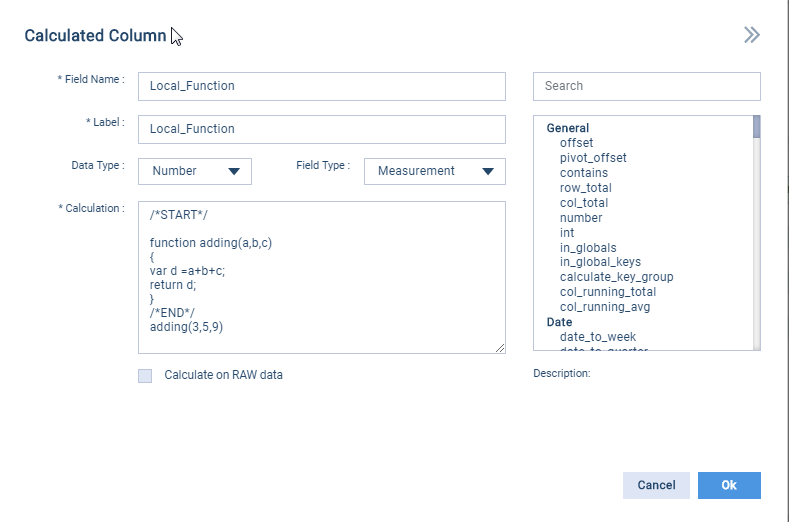 Calculated Column
* Field Name :
Local_Function
* Label :
Local_Function
Data Type :
Number
Field Type :
Measurement
* Calculation :
/*START*/
function adding(a,b,c)
{
var d =a+b+c;
return d;
}
/*END*/
adding(3,5,9)
Calculate on RAW data
Search
General
offset
pivot_offset
contains
row_total
col_total
number
int
in_globals
in_global_keys
calculate_key_group
col_running_total
col_running_avg
Date
date_to_week
date_to_quarter
Description:
Cancel
Ok